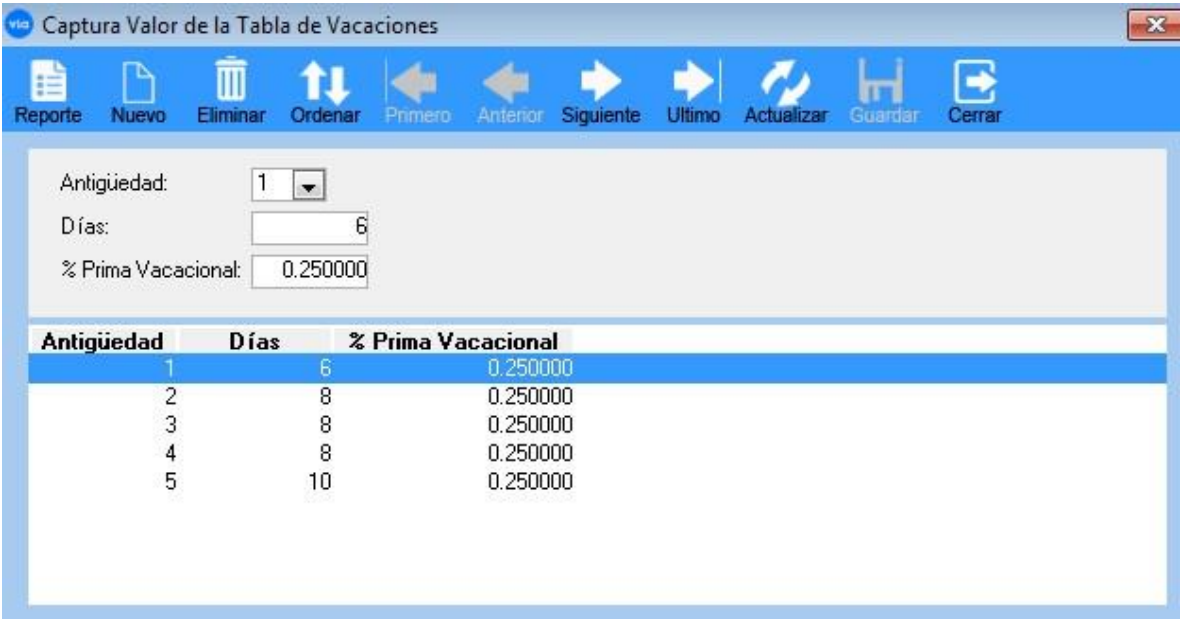 via Captura Valor de la Tabla de Vacaciones
Reporte Nuevo Eliminar Ordenar Primero Anterior Siguiente Ultimo Actualizar Guardar Cerrar
Antigüedad: 1
Días: 6
% Prima Vacacional: 0.250000
Antigüedad Días % Prima Vacacional
1 6 0.250000
2 8 0.250000
3 8 0.250000
4 8 0.250000
5 10 0.250000